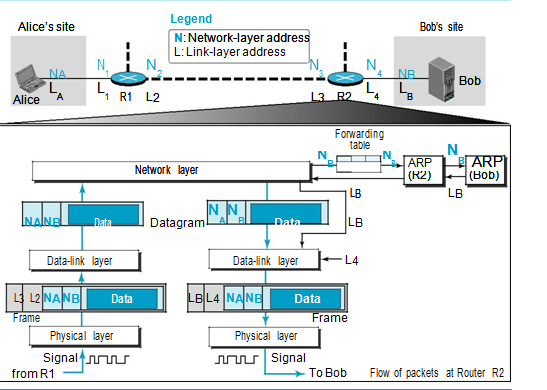 Legend
Alice's site
Bob's site
N: Network-layer address
L: Link-layer address
NA
N1
N2
N3
N4
NB
Bob
LA
L1
R1
L2
L3
R2
L4
LB
Alice
Forwarding
table
NB
NB
NB
ARP
(R2)
ARP
(Bob)
Network layer
LB
LB
NA NB Data
Datagram
NA NB Data
LB
Data-link layer
Data-link layer
L4
L3 L2 NA NB Data
LB L4 NA NB Data
Frame
Frame
Physical layer
Physical layer
Signal
Signal
from R1
To Bob
Flow of packets at Router R2